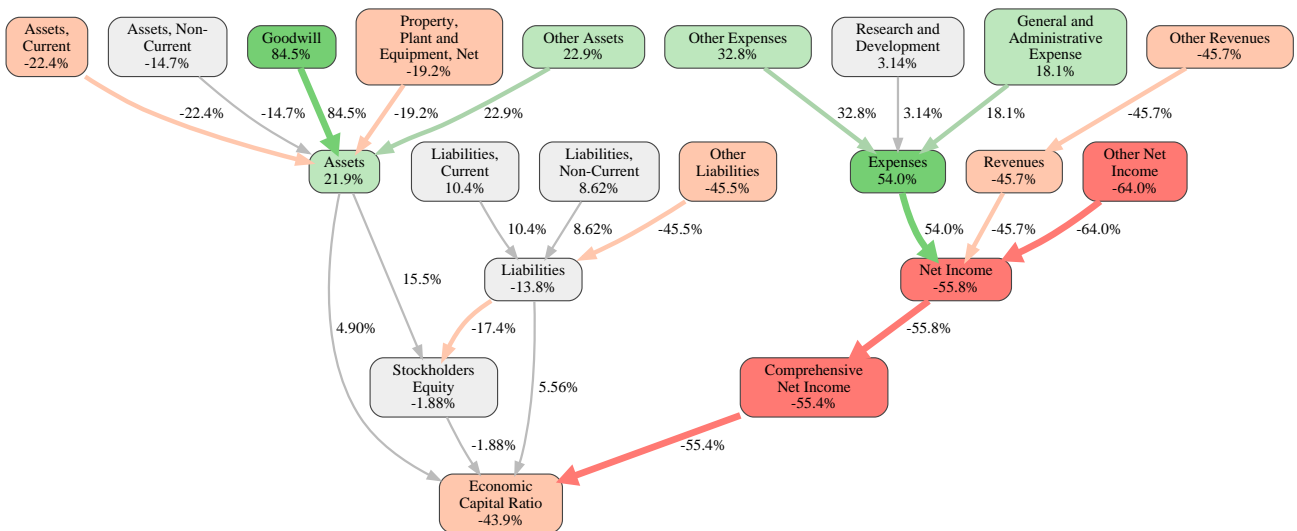 Assets,
Current
-22.4%
Assets, Non-
Current
-14.7%
Goodwill
84.5%
Property,
Plant and
Equipment, Net
-19.2%
Other Assets
22.9%
Other Expenses
32.8%
Research and
Development
3.14%
General and
Administrative
Expense
18.1%
Other Revenues
-45.7%
-22.4%
-14.7%
84.5%
-19.2%
22.9%
32.8%
3.14%
18.1%
-45.7%
Assets
21.9%
Liabilities,
Current
10.4%
Liabilities,
Non-Current
8.62%
Other
Liabilities
-45.5%
Expenses
54.0%
Revenues
-45.7%
Other Net
Income
-64.0%
10.4%
8.62%
-45.5%
54.0%
-45.7%
-64.0%
15.5%
Liabilities
-13.8%
Net Income
-55.8%
4.90%
-17.4%
-55.8%
5.56%
Stockholders
Equity
-1.88%
Comprehensive
Net Income
-55.4%
-1.88%
-55.4%
Economic
Capital Ratio
-43.9%